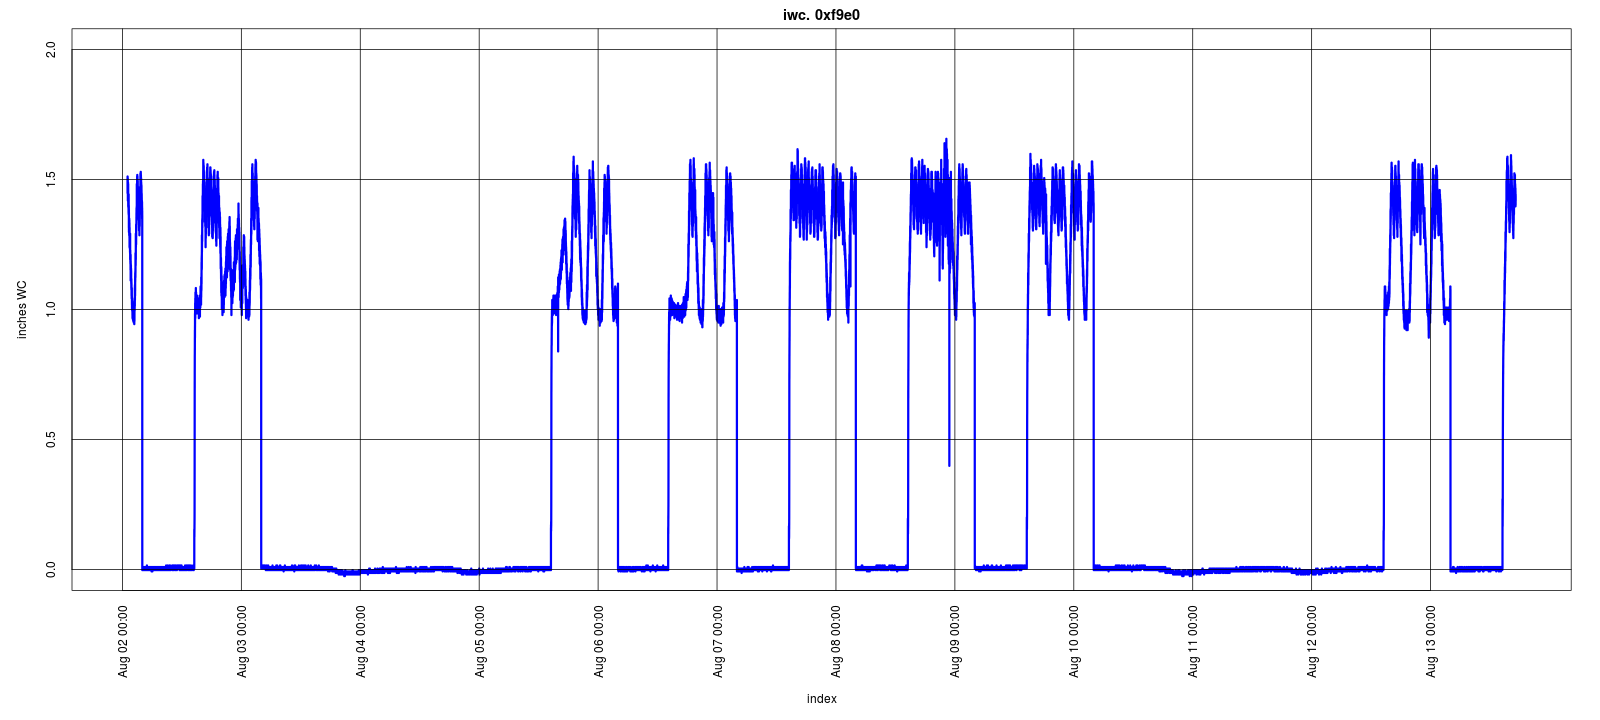 iwc. 0xf9e0
inches WC
2.0
1.5
1.0
0.5
0.0
Aug 02 00:00
Aug 03 00:00
Aug 04 00:00
Aug 05 00:00
Aug 06 00:00
Aug 07 00:00
Aug 08 00:00
Aug 09 00:00
Aug 10 00:00
Aug 11 00:00
Aug 12 00:00
Aug 13 00:00
index